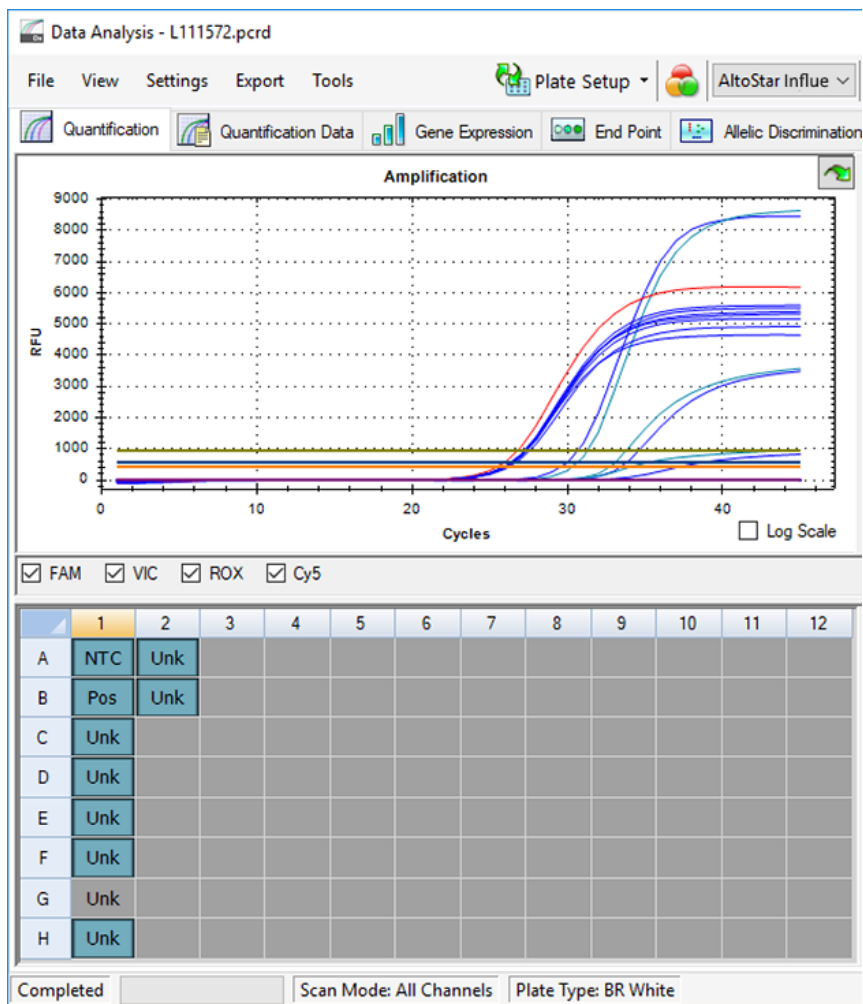 Data Analysis - L111572.pcrd
File View Settings Export Tools Plate Setup AltoStar Influe
Quantification Quantification Data Gene Expression End Point Allelic Discrimination
Amplification
9000
8000
7000
6000
5000
4000
3000
2000
1000
0
RFU
0 10 20 30 40
Cycles
Log Scale
FAM VIC ROX Cy5
1 2 3 4 5 6 7 8 9 10 11 12
A NTC Unk
B Pos Unk
C Unk
D Unk
E Unk
F Unk
G Unk
H Unk
Completed Scan Mode: All Channels Plate Type: BR White